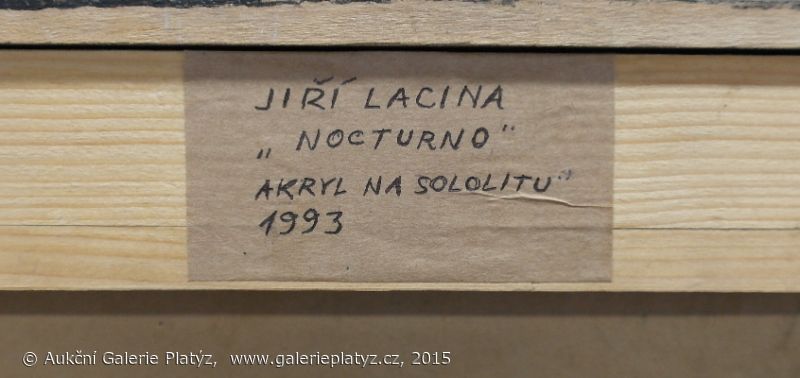 JIŘÍ LACINA
„NOCTURNO"
AKRYL NA SOLOLITU"
1993
© Aukční Galerie Platýz, www.galerieplatyz.cz, 2015